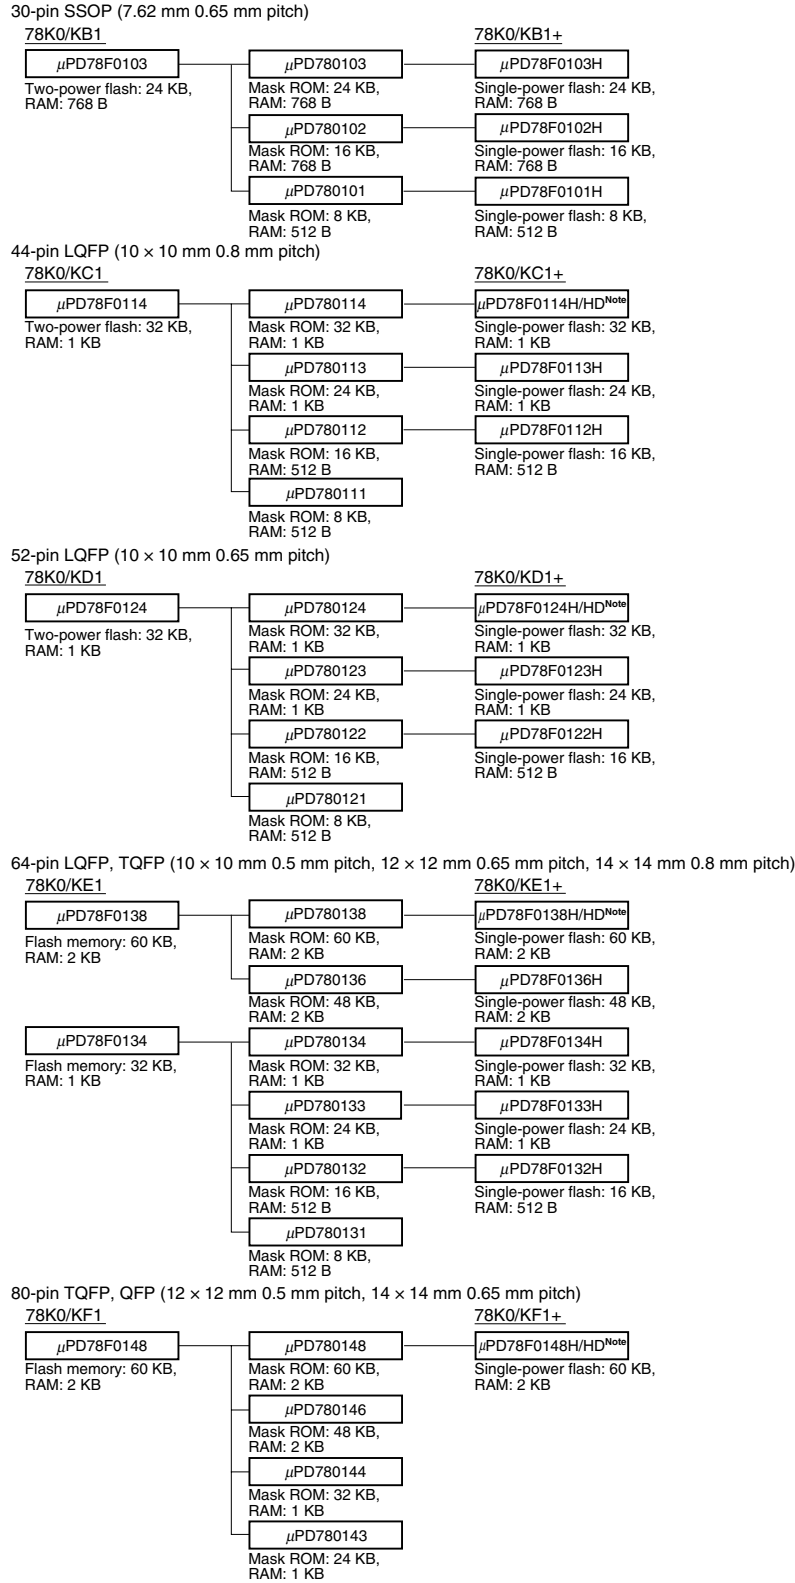 30-pin SSOP (7.62 mm 0.65 mm pitch)
78K0/KB1
78K0/KB1+
μPD78F0103
μPD780103
μPD78F0103H
Two-power flash: 24 KB,
RAM: 768 B
Mask ROM: 24 KB,
RAM: 768 B
Single-power flash: 24 KB,
RAM: 768 B
μPD780102
μPD78F0102H
Mask ROM: 16 KB,
RAM: 768 B
Single-power flash: 16 KB,
RAM: 768 B
μPD780101
μPD78F0101H
Mask ROM: 8 KB,
RAM: 512 B
Single-power flash: 8 KB,
RAM: 512 B
44-pin LQFP (10 × 10 mm 0.8 mm pitch)
78K0/KC1
78K0/KC1+
μPD78F0114
μPD780114
μPD78F0114H/HDNote
Two-power flash: 32 KB,
RAM: 1 KB
Mask ROM: 32 KB,
RAM: 1 KB
Single-power flash: 32 KB,
RAM: 1 KB
μPD780113
μPD78F0113H
Mask ROM: 24 KB,
RAM: 1 KB
Single-power flash: 24 KB,
RAM: 1 KB
μPD780112
μPD78F0112H
Mask ROM: 16 KB,
RAM: 512 B
Single-power flash: 16 KB,
RAM: 512 B
μPD780111
Mask ROM: 8 KB,
RAM: 512 B
52-pin LQFP (10 × 10 mm 0.65 mm pitch)
78K0/KD1
78K0/KD1+
μPD78F0124
μPD780124
μPD78F0124H/HDNote
Two-power flash: 32 KB,
RAM: 1 KB
Mask ROM: 32 KB,
RAM: 1 KB
Single-power flash: 32 KB,
RAM: 1 KB
μPD780123
μPD78F0123H
Mask ROM: 24 KB,
RAM: 1 KB
Single-power flash: 24 KB,
RAM: 1 KB
μPD780122
μPD78F0122H
Mask ROM: 16 KB,
RAM: 512 B
Single-power flash: 16 KB,
RAM: 512 B
μPD780121
Mask ROM: 8 KB,
RAM: 512 B
64-pin LQFP, TQFP (10 × 10 mm 0.5 mm pitch, 12 × 12 mm 0.65 mm pitch, 14 × 14 mm 0.8 mm pitch)
78K0/KE1
78K0/KE1+
μPD78F0138
μPD780138
μPD78F0138H/HDNote
Flash memory: 60 KB,
RAM: 2 KB
Mask ROM: 60 KB,
RAM: 2 KB
Single-power flash: 60 KB,
RAM: 2 KB
μPD780136
μPD78F0136H
Mask ROM: 48 KB,
RAM: 2 KB
Single-power flash: 48 KB,
RAM: 2 KB
μPD78F0134
μPD780134
μPD78F0134H
Flash memory: 32 KB,
RAM: 1 KB
Mask ROM: 32 KB,
RAM: 1 KB
Single-power flash: 32 KB,
RAM: 1 KB
μPD780133
μPD78F0133H
Mask ROM: 24 KB,
RAM: 1 KB
Single-power flash: 24 KB,
RAM: 1 KB
μPD780132
μPD78F0132H
Mask ROM: 16 KB,
RAM: 512 B
Single-power flash: 16 KB,
RAM: 512 B
μPD780131
Mask ROM: 8 KB,
RAM: 512 B
80-pin TQFP, QFP (12 × 12 mm 0.5 mm pitch, 14 × 14 mm 0.65 mm pitch)
78K0/KF1
78K0/KF1+
μPD78F0148
μPD780148
μPD78F0148H/HDNote
Flash memory: 60 KB,
RAM: 2 KB
Mask ROM: 60 KB,
RAM: 2 KB
Single-power flash: 60 KB,
RAM: 2 KB
μPD780146
Mask ROM: 48 KB,
RAM: 2 KB
μPD780144
Mask ROM: 32 KB,
RAM: 1 KB
μPD780143
Mask ROM: 24 KB,
RAM: 1 KB